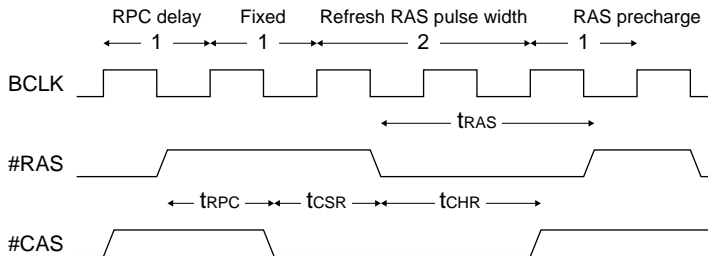 RPC delay Fixed Refresh RAS pulse width RAS precharge
1 1 2 1
BCLK
tRAS
#RAS
tRPC tCSR tCHR
#CAS